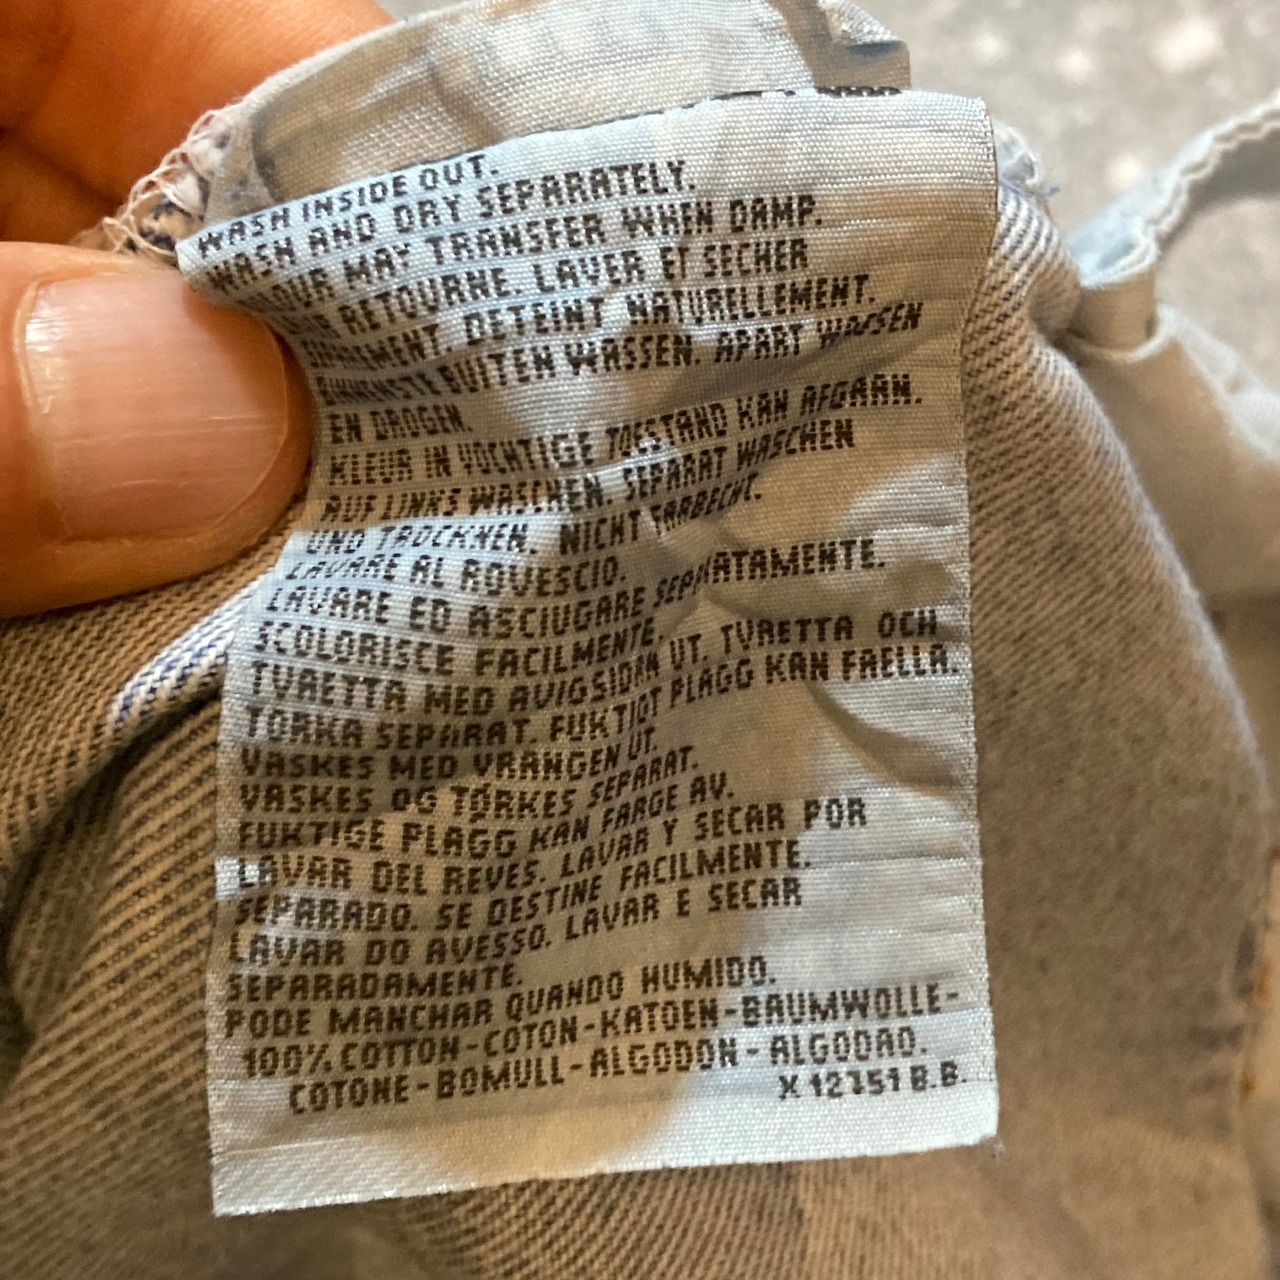 WASH INSIDE OUT.
WASH AND DRY SEPARATELY.
MAY TRANSFER WHEN DAMP.
RETOURNE. LAVER ET SECHER
DETEINT NATURELLEMENT.
BUITEN WASSEN. APART WASSEN
EN DROGEN.
KLEUR IN VOCHTIGE TOESTAND KAN AFGAAN.
AUF LINKS WASCHEN. SEPARAT WASCHEN
UND TROCKNEN. NICHT FARBECHT.
LAVARE AL ROVESCIO.
LAVARE ED ASCIUGARE SEPARATAMENTE.
SCOLORISCE FACILMENTE.
TVAETTA MED AVIGSIDAN UT. TVAETTA OCH
TORKA SEPARAT. FUKTIGT PLAGG KAN FAELLA.
VASKES MED VRANGEN UT.
VASKES OG TØRKES SEPARAT.
FUKTIGE PLAGG KAN FARGE AV.
LAVAR DEL REVES. LAVAR Y SECAR POR
SEPARADO. SE DESTINE FACILMENTE.
LAVAR DO AVESSO. LAVAR E SECAR
SEPARADAMENTE.
PODE MANCHAR QUANDO HUMIDO.
100% COTTON-COTON-KATOEN-BAUMWOLLE-
COTONE-BOMULL-ALGODON-ALGODAO.
B.B.